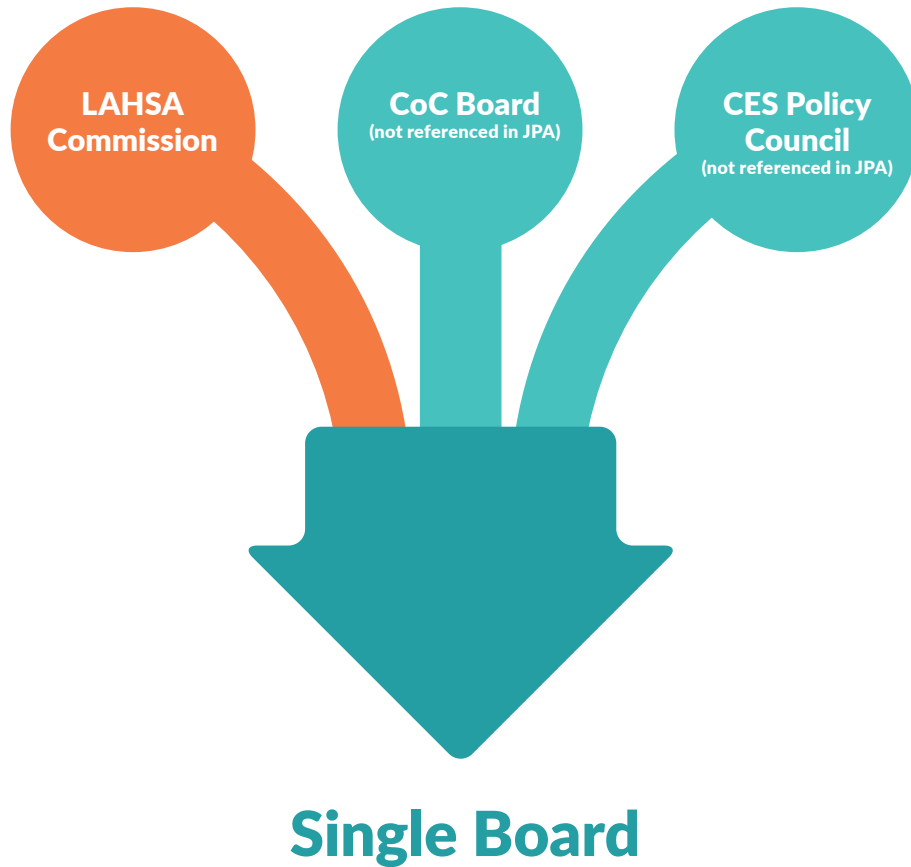 LAHSA
Commission
CoC Board
(not referenced in JPA)
CES Policy
Council
(not referenced in JPA)
Single Board